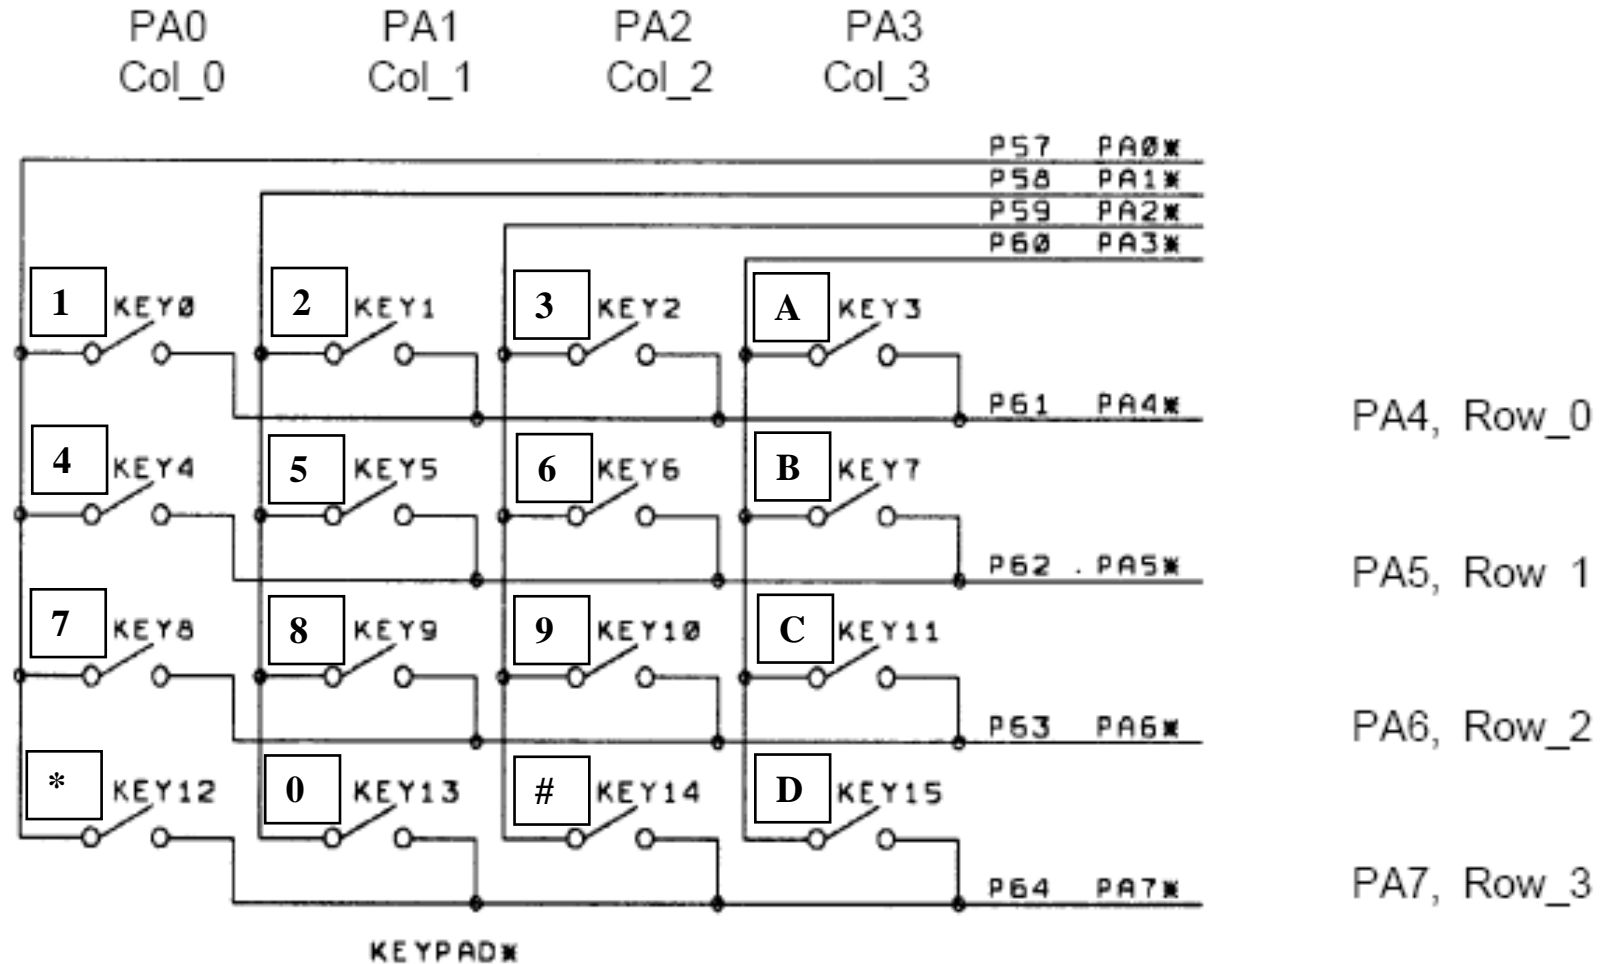 PA0 PA1 PA2 PA3
Col_0 Col_1 Col_2 Col_3
P57 PA0*
P58 PA1*
P59 PA2*
P60 PA3*
1 KEY0 2 KEY1 3 KEY2 A KEY3
P61 PA4* PA4, Row_0
4 KEY4 5 KEY5 6 KEY6 B KEY7
P62 . PA5* PA5, Row 1
7 KEY8 8 KEY9 9 KEY10 C KEY11
P63 PA6* PA6, Row_2
* KEY12 0 KEY13 # KEY14 D KEY15
P64 PA7* PA7, Row_3
KEYPAD*